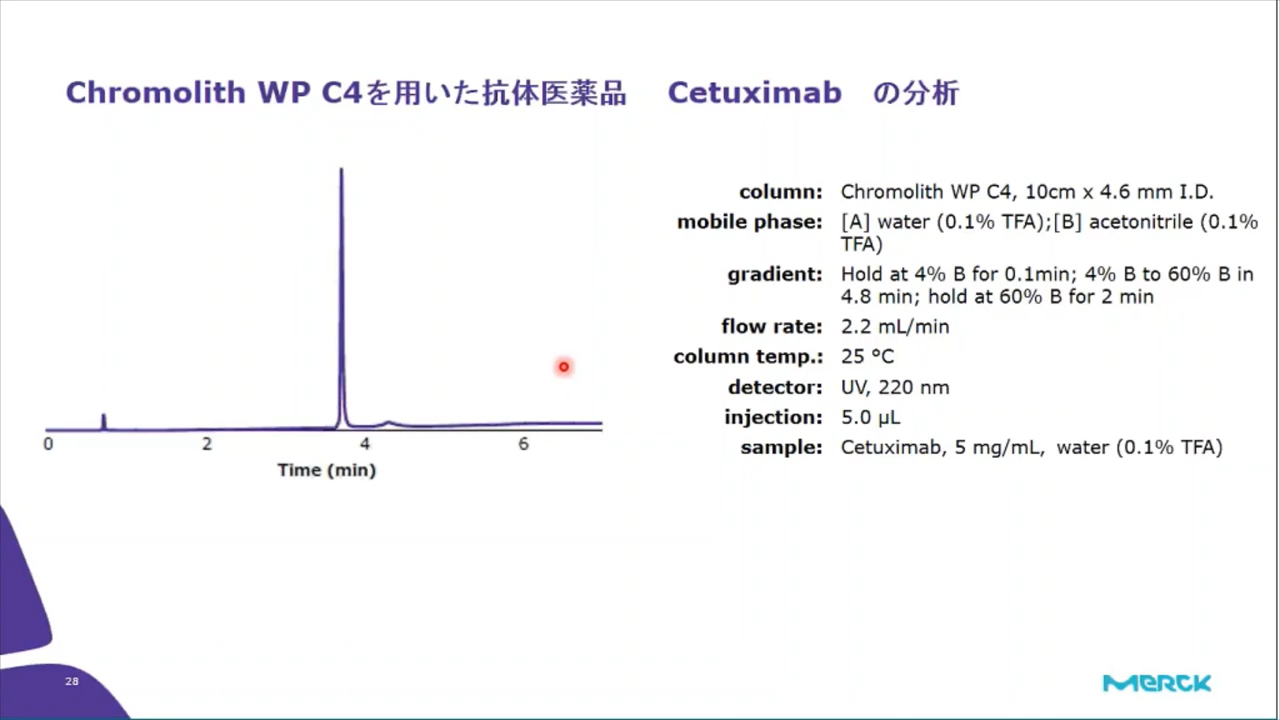 Chromolith WP C4を用いた抗体医薬品 Cetuximab の分析
column: Chromolith WP C4, 10cm x 4.6 mm I.D.
mobile phase: [A] water (0.1% TFA);[B] acetonitrile (0.1%
TFA)
gradient: Hold at 4% B for 0.1min; 4% B to 60% B in
4.8 min; hold at 60% B for 2 min
flow rate: 2.2 mL/min
column temp.: 25 °C
detector: UV, 220 nm
injection: 5.0 µL
sample: Cetuximab, 5 mg/mL, water (0.1% TFA)
0 2 4 6
Time (min)
28
MERCK